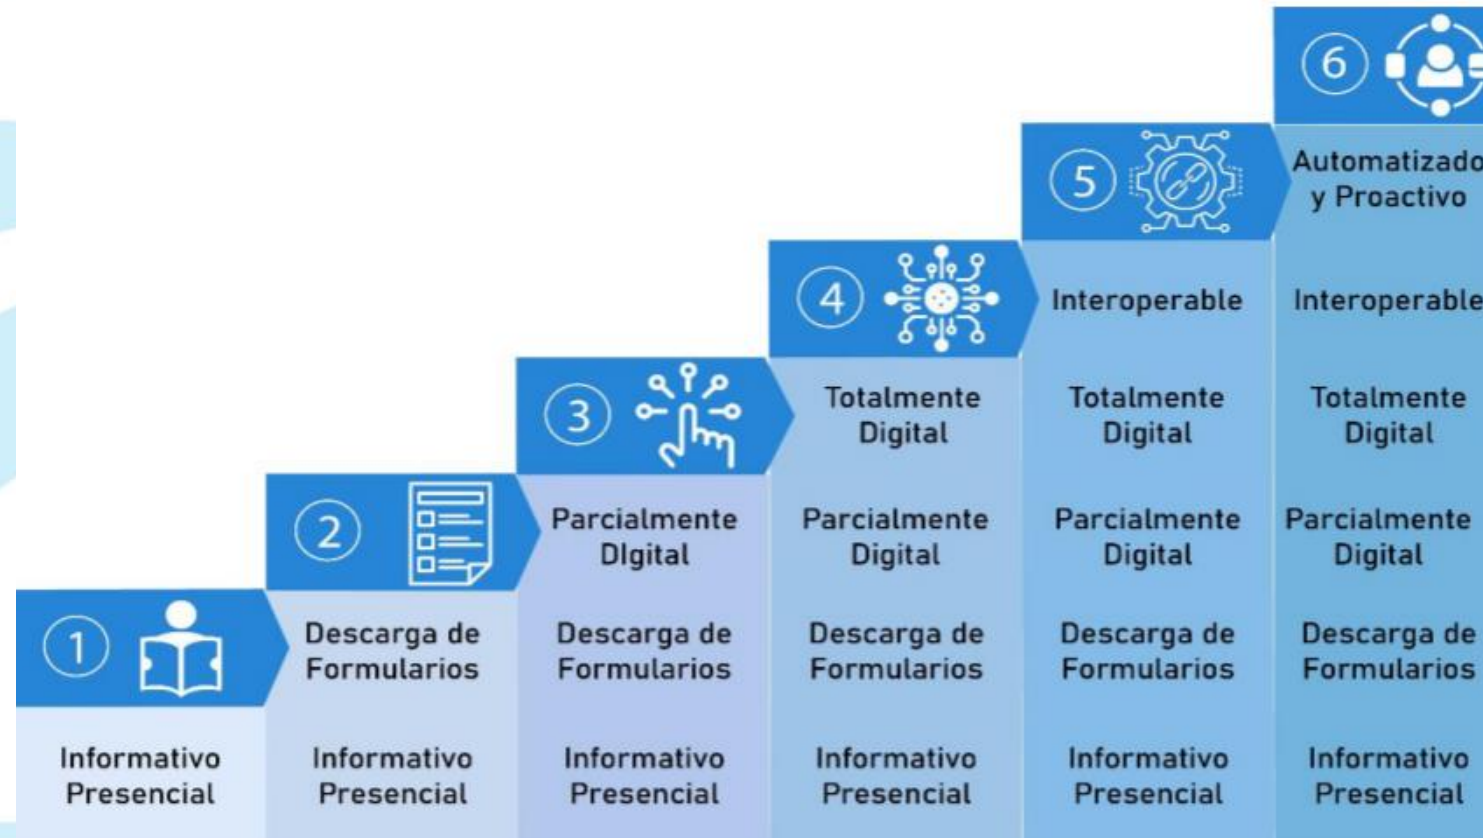 6
5
Automatizado
y Proactivo
4
Interoperable
Interoperable
3
Totalmente
Digital
Totalmente
Digital
Totalmente
Digital
2
Parcialmente
DIgital
Parcialmente
Digital
Parcialmente
Digital
Parcialmente
Digital
1
Descarga de
Formularios
Descarga de
Formularios
Descarga de
Formularios
Descarga de
Formularios
Descarga de
Formularios
Informativo
Presencial
Informativo
Presencial
Informativo
Presencial
Informativo
Presencial
Informativo
Presencial
Informativo
Presencial